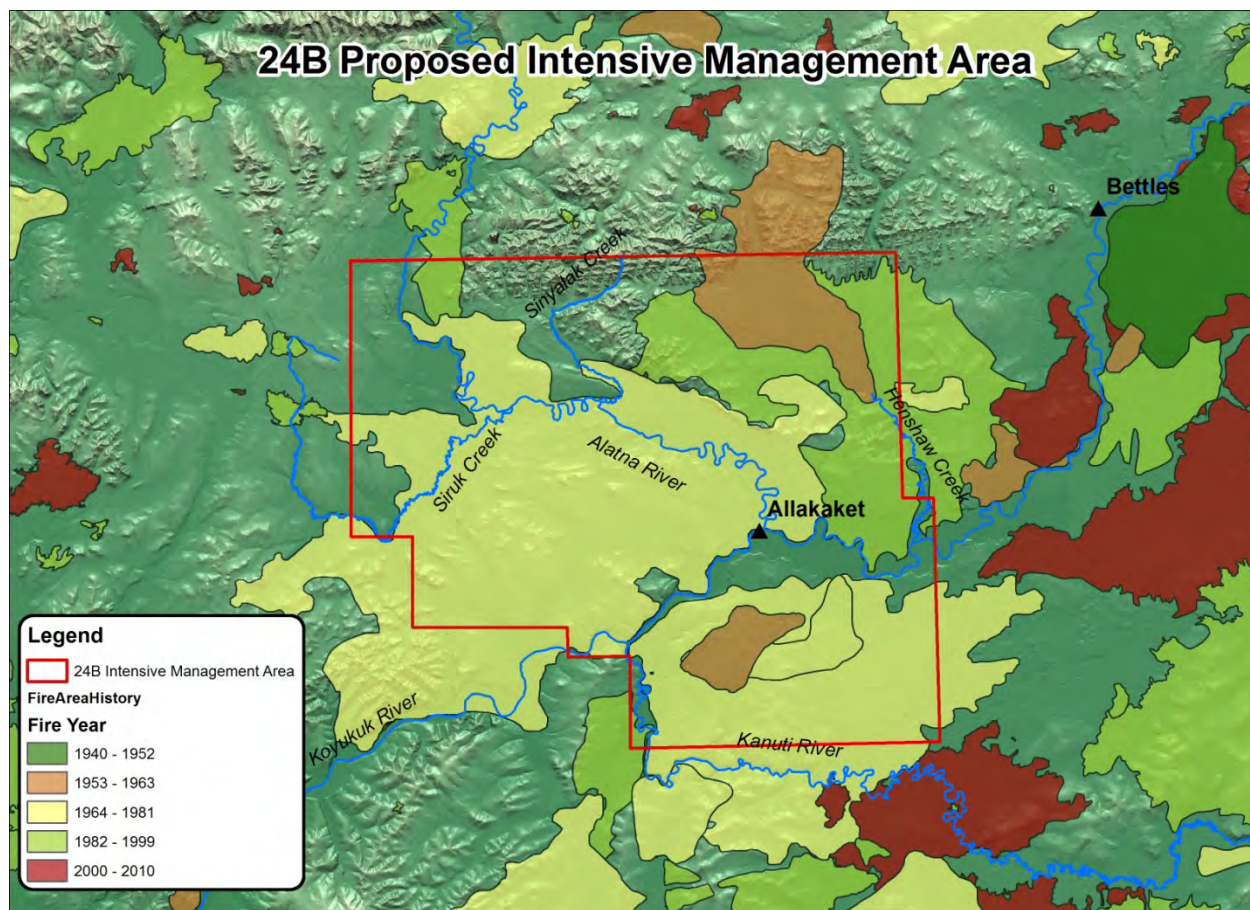 24B Proposed Intensive Management Area
Bettles
Sinyalak Creek
Henshaw Creek
Siruk Creek
Alatna River
Allakaket
Koyukuk River
Kanuti River
Legend
24B Intensive Management Area
FireAreaHistory
Fire Year
1940 - 1952
1953 - 1963
1964 - 1981
1982 - 1999
2000 - 2010